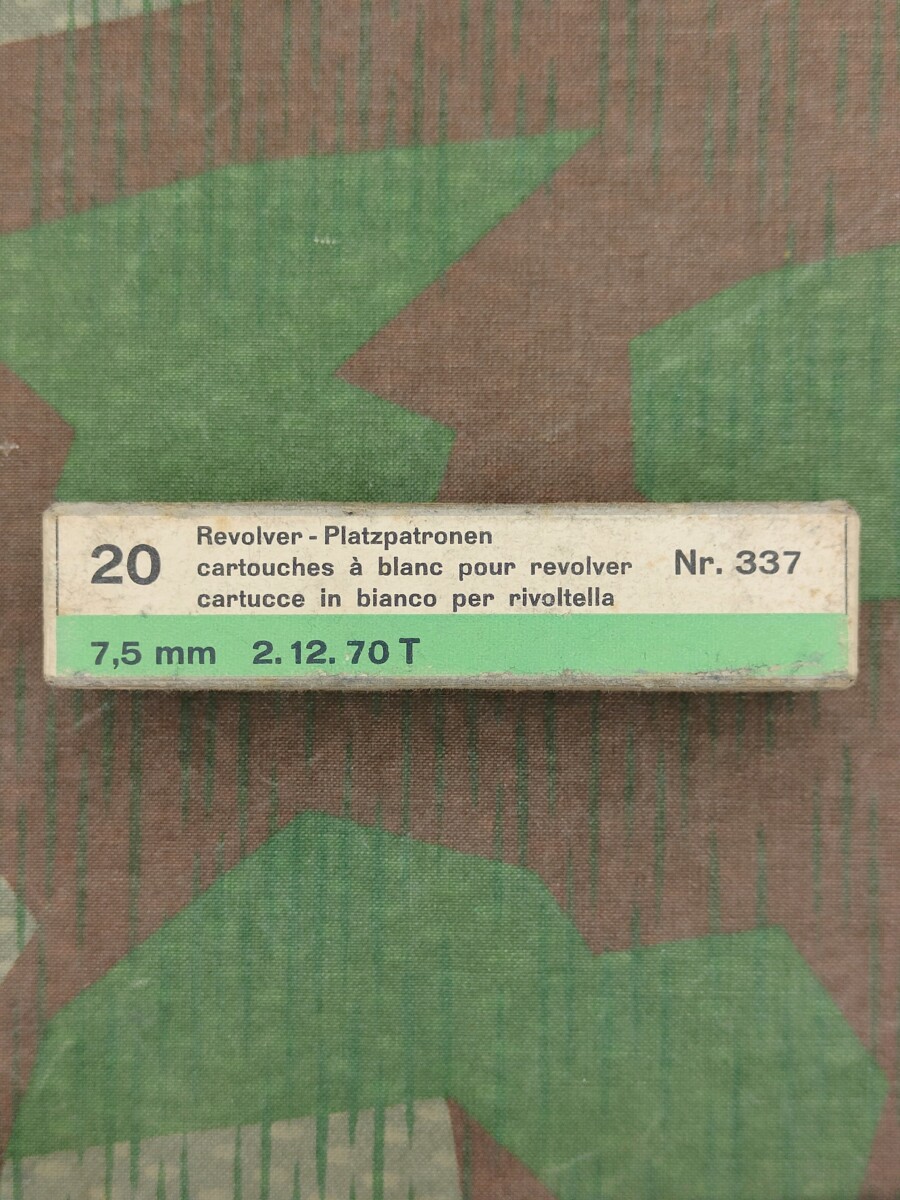 20
Revolver - Platzpatronen
cartouches à blanc pour revolver
cartucce in bianco per rivoltella
Nr. 337
7,5 mm 2.12.70 T